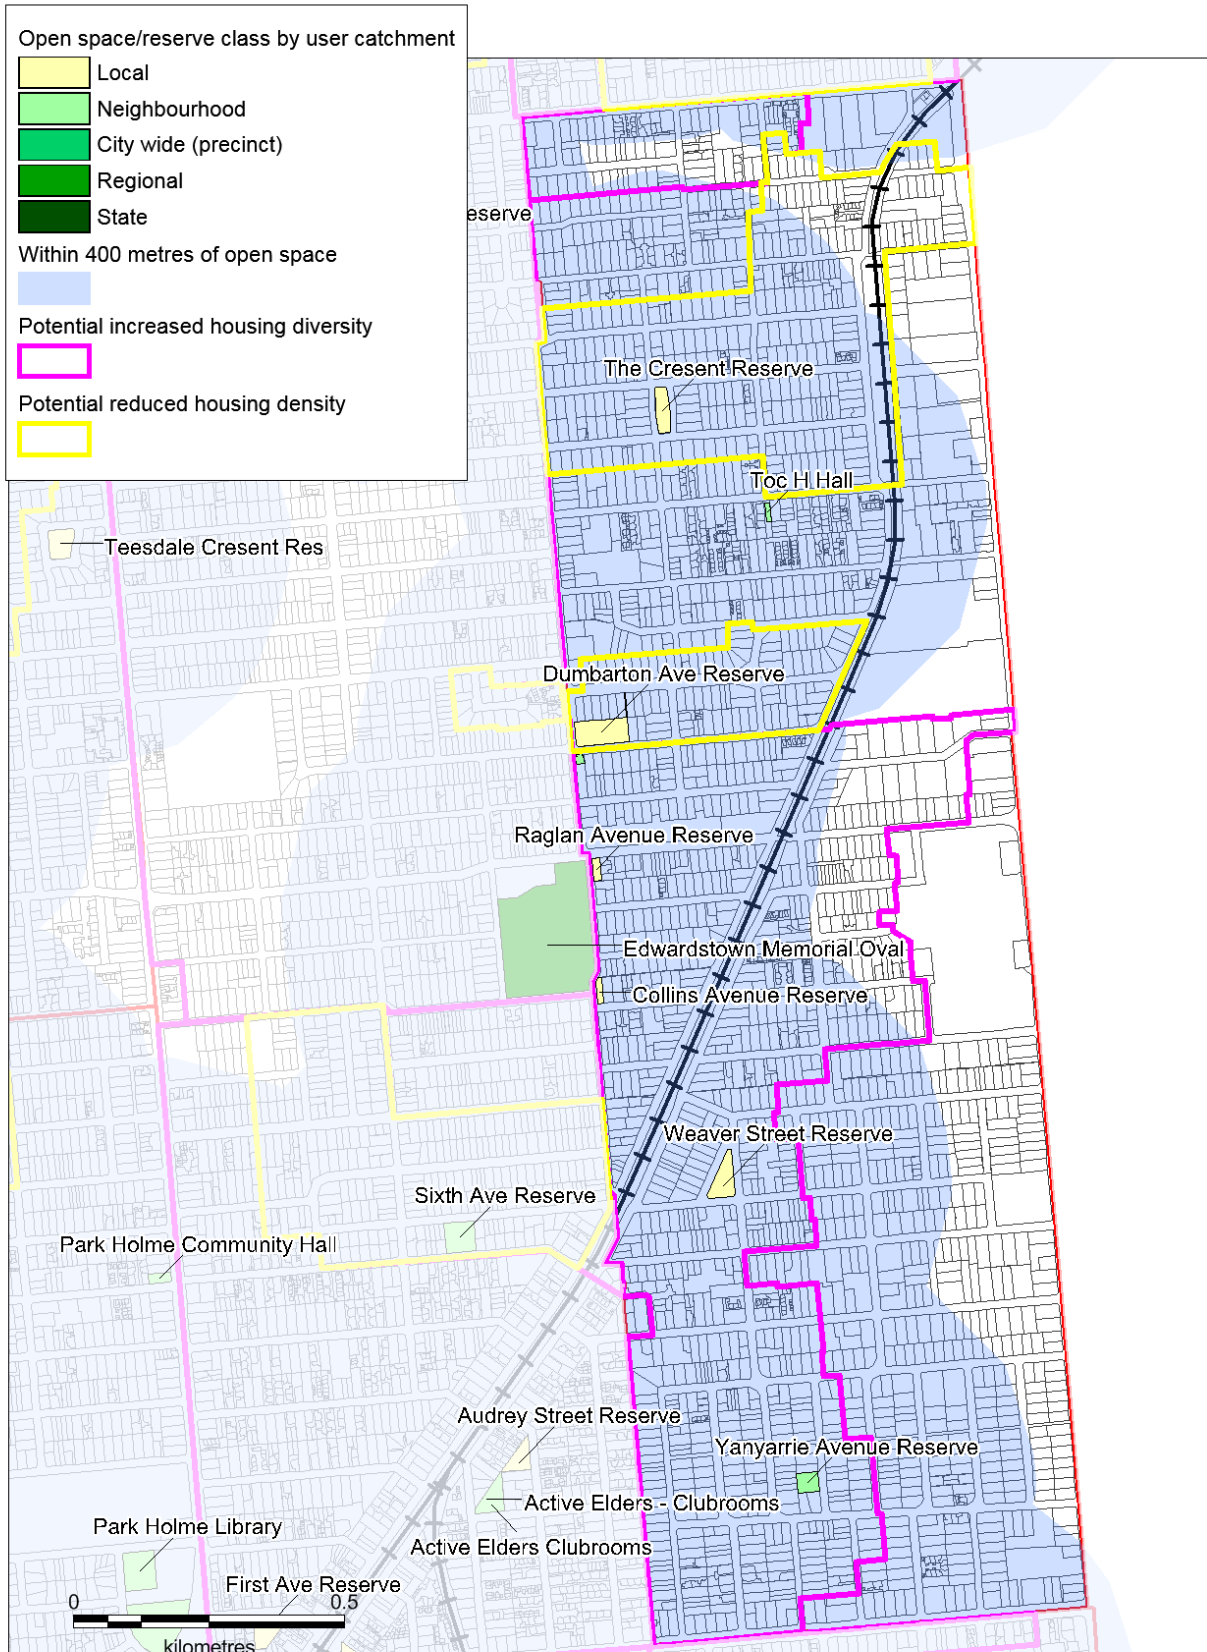 Open space/reserve class by user catchment
Local
Neighbourhood
City wide (precinct)
Regional
State
Within 400 metres of open space
Potential increased housing diversity
Potential reduced housing density
eserve
The Cresent Reserve
Toc H Hall
Teesdale Cresent Res
Dumbarton Ave Reserve
Raglan Avenue Reserve
Edwardstown Memorial Oval
Collins Avenue Reserve
Weaver Street Reserve
Sixth Ave Reserve
Park Holme Community Hall
Audrey Street Reserve
Yanyarrie Avenue Reserve
Active Elders - Clubrooms
Park Holme Library
Active Elders Clubrooms
First Ave Reserve
0 0.5
kilometres